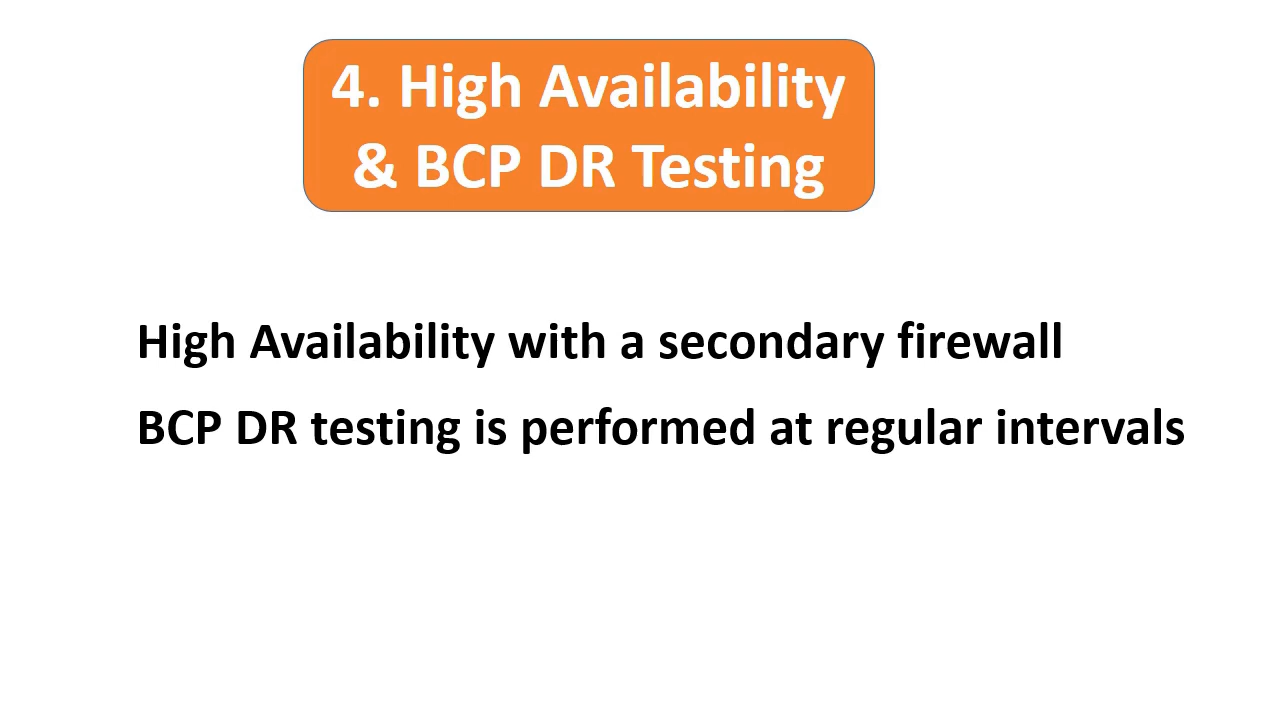 4. High Availability
& BCP DR Testing
High Availability with a secondary firewall
BCP DR testing is performed at regular intervals